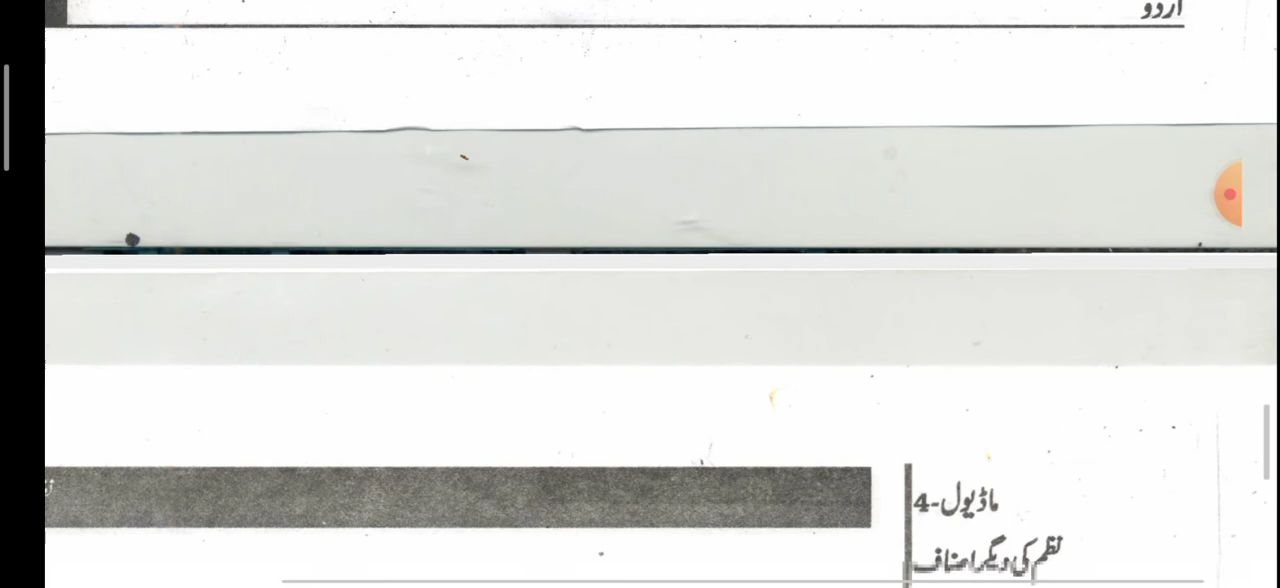 اردو
ماڈیول-4
نظم کی دیگر اصناف